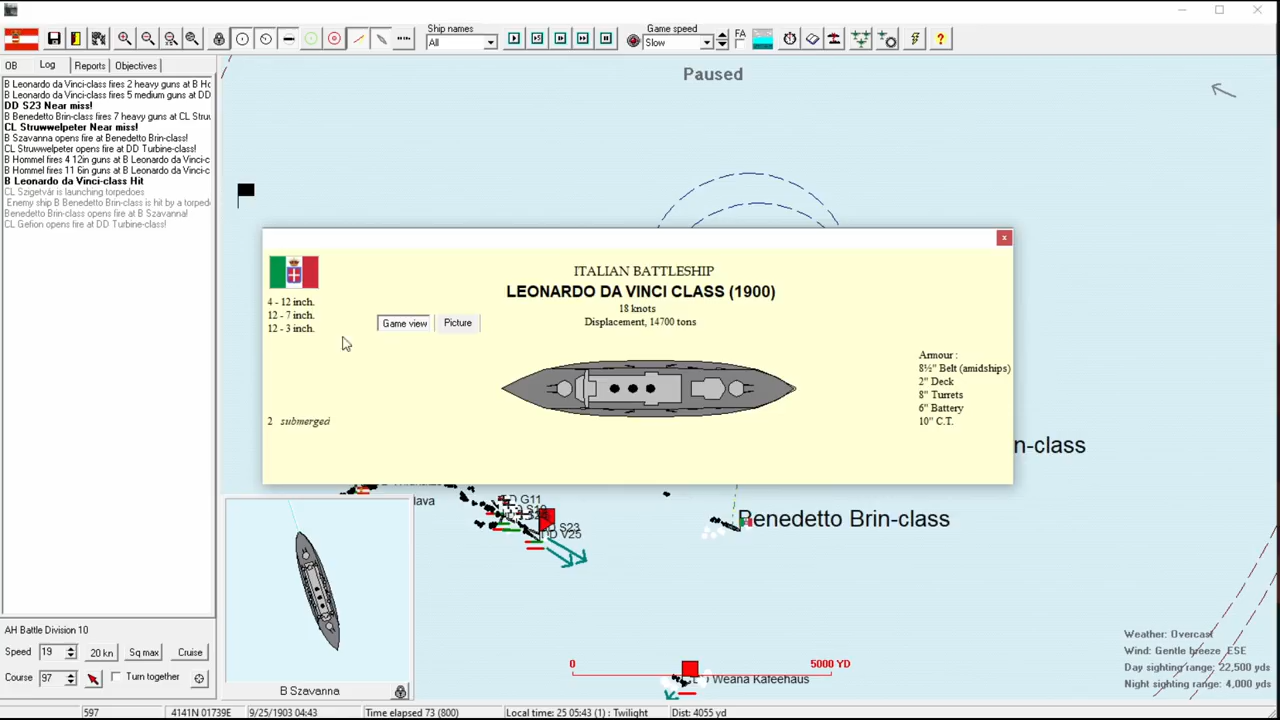 Ship names
All
Game speed
Slow
FA
OB
Log
Reports
Objectives
Paused
B Leonardo da Vinci-class fires 2 heavy guns at B Ho
B Leonardo da Vinci-class fires 5 medium guns at DD
DD S23 Near miss!
B Benedetto Brin-class fires 7 heavy guns at CL Stru
CL Struwwelpeter Near miss!
B Szavanna opens fire at Benedetto Brin-class!
CL Struwwelpeter opens fire at DD Turbine-class!
B Hommel fires 4 12in guns at B Leonardo da Vinci-c
B Hommel fires 11 6in guns at B Leonardo da Vinci-c
B Leonardo da Vinci-class Hit
CL Szigetvár is launching torpedoes
Enemy ship B Benedetto Brin-class is hit by a torped
Benedetto Brin-class opens fire at B Szavanna!
CL Gefion opens fire at DD Turbine-class!
ITALIAN BATTLESHIP
LEONARDO DA VINCI CLASS (1900)
18 knots
Displacement, 14700 tons
4 - 12 inch.
12 - 7 inch.
12 - 3 inch.
Game view
Picture
Armour :
8½" Belt (amidships)
2" Deck
8" Turrets
6" Battery
10" C.T.
2 submerged
n-class
lava
G11
S23
DD V25
Benedetto Brin-class
Weaha Kafeehaus
0
5000 YD
Weather: Overcast
Wind: Gentle breeze ESE
Day sighting range: 22,500 yds
Night sighting range: 4,000 yds
AH Battle Division 10
Speed
19
20 kn
Sq max
Cruise
Course
97
Turn together
B Szavanna
597
4141N 01739E
9/25/1903 04:43
Time elapsed 73 (800)
Local time: 25 05:43 (1) : Twilight
Dist: 4055 yd